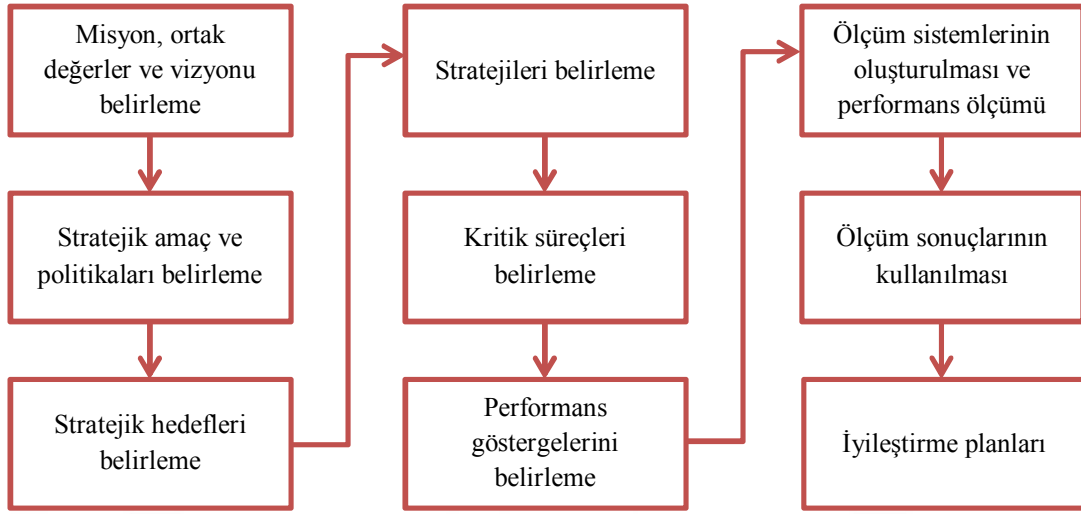 Misyon, ortak
değerler ve vizyonu
belirleme
Stratejik amaç ve
politikaları belirleme
Stratejik hedefleri
belirleme
Stratejileri belirleme
Kritik süreçleri
belirleme
Performans
göstergelerini
belirleme
Ölçüm sistemlerinin
oluşturulması ve
performans ölçümü
Ölçüm sonuçlarının
kullanılması
İyileştirme planları